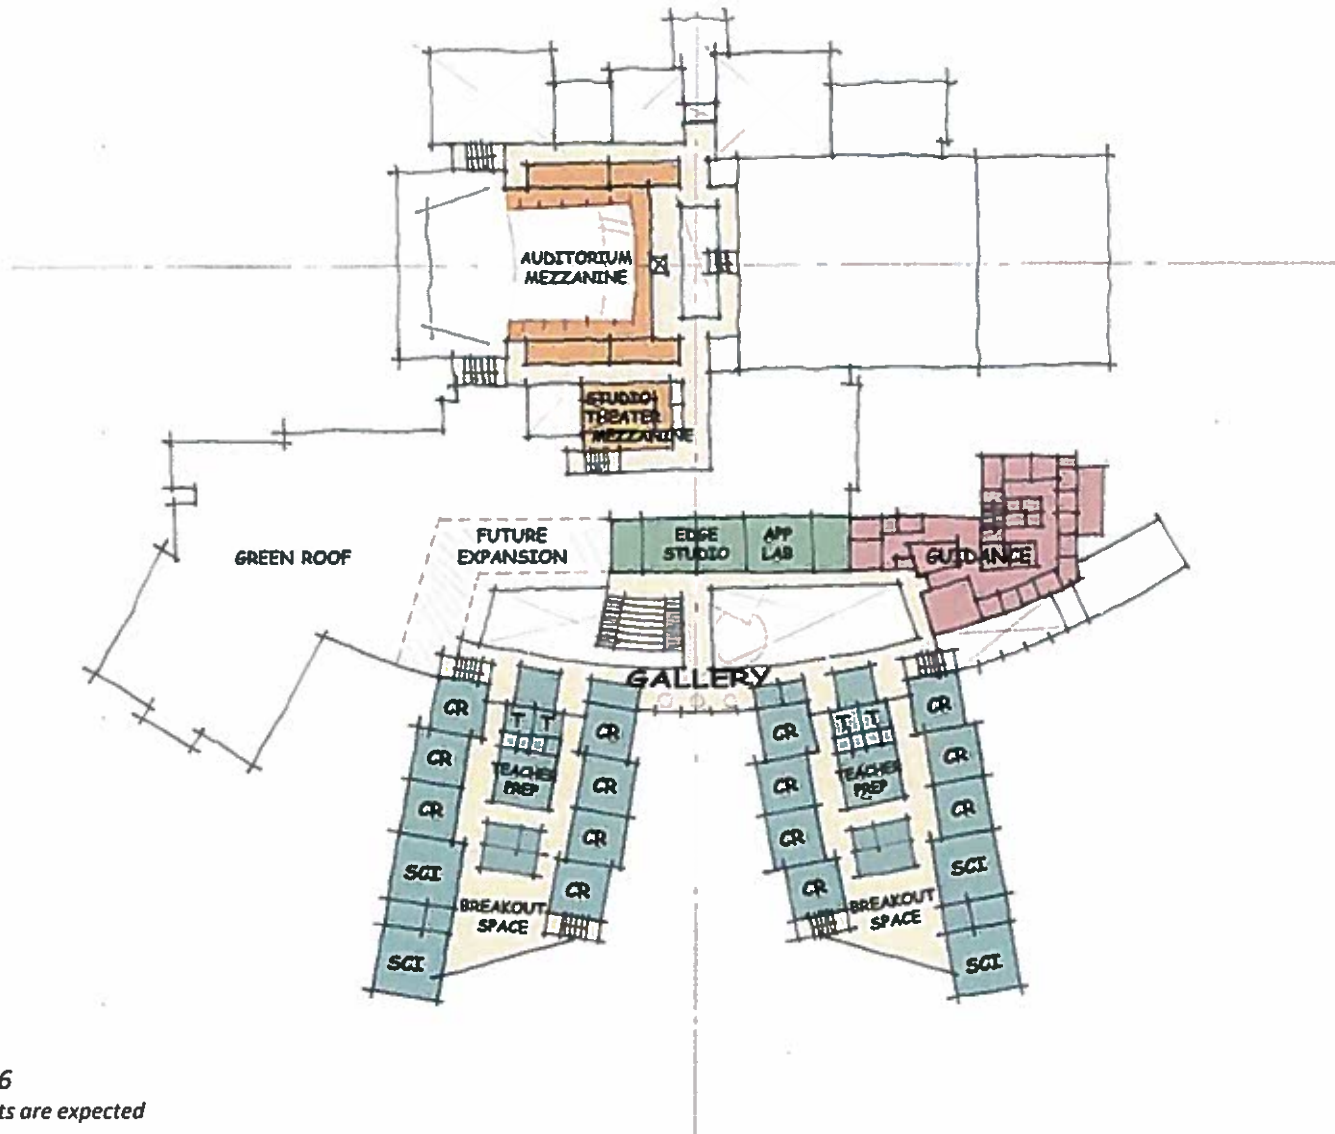 AUDITORIUM
MEZZANINE
STUDIO
THEATER
MEZZANINE
GREEN ROOF
FUTURE
EXPANSION
EDGE
STUDIO
APP
LAB
GUIDANCE
GALLERY
CR
CR
CR
SCI
SCI
T T
TEACHER
PREP
BREAKOUT
SPACE
CR
CR
CR
CR
CR
CR
CR
CR
T T
TEACHER
PREP
BREAKOUT
SPACE
CR
CR
CR
SCI
SCI
6
ts are expected